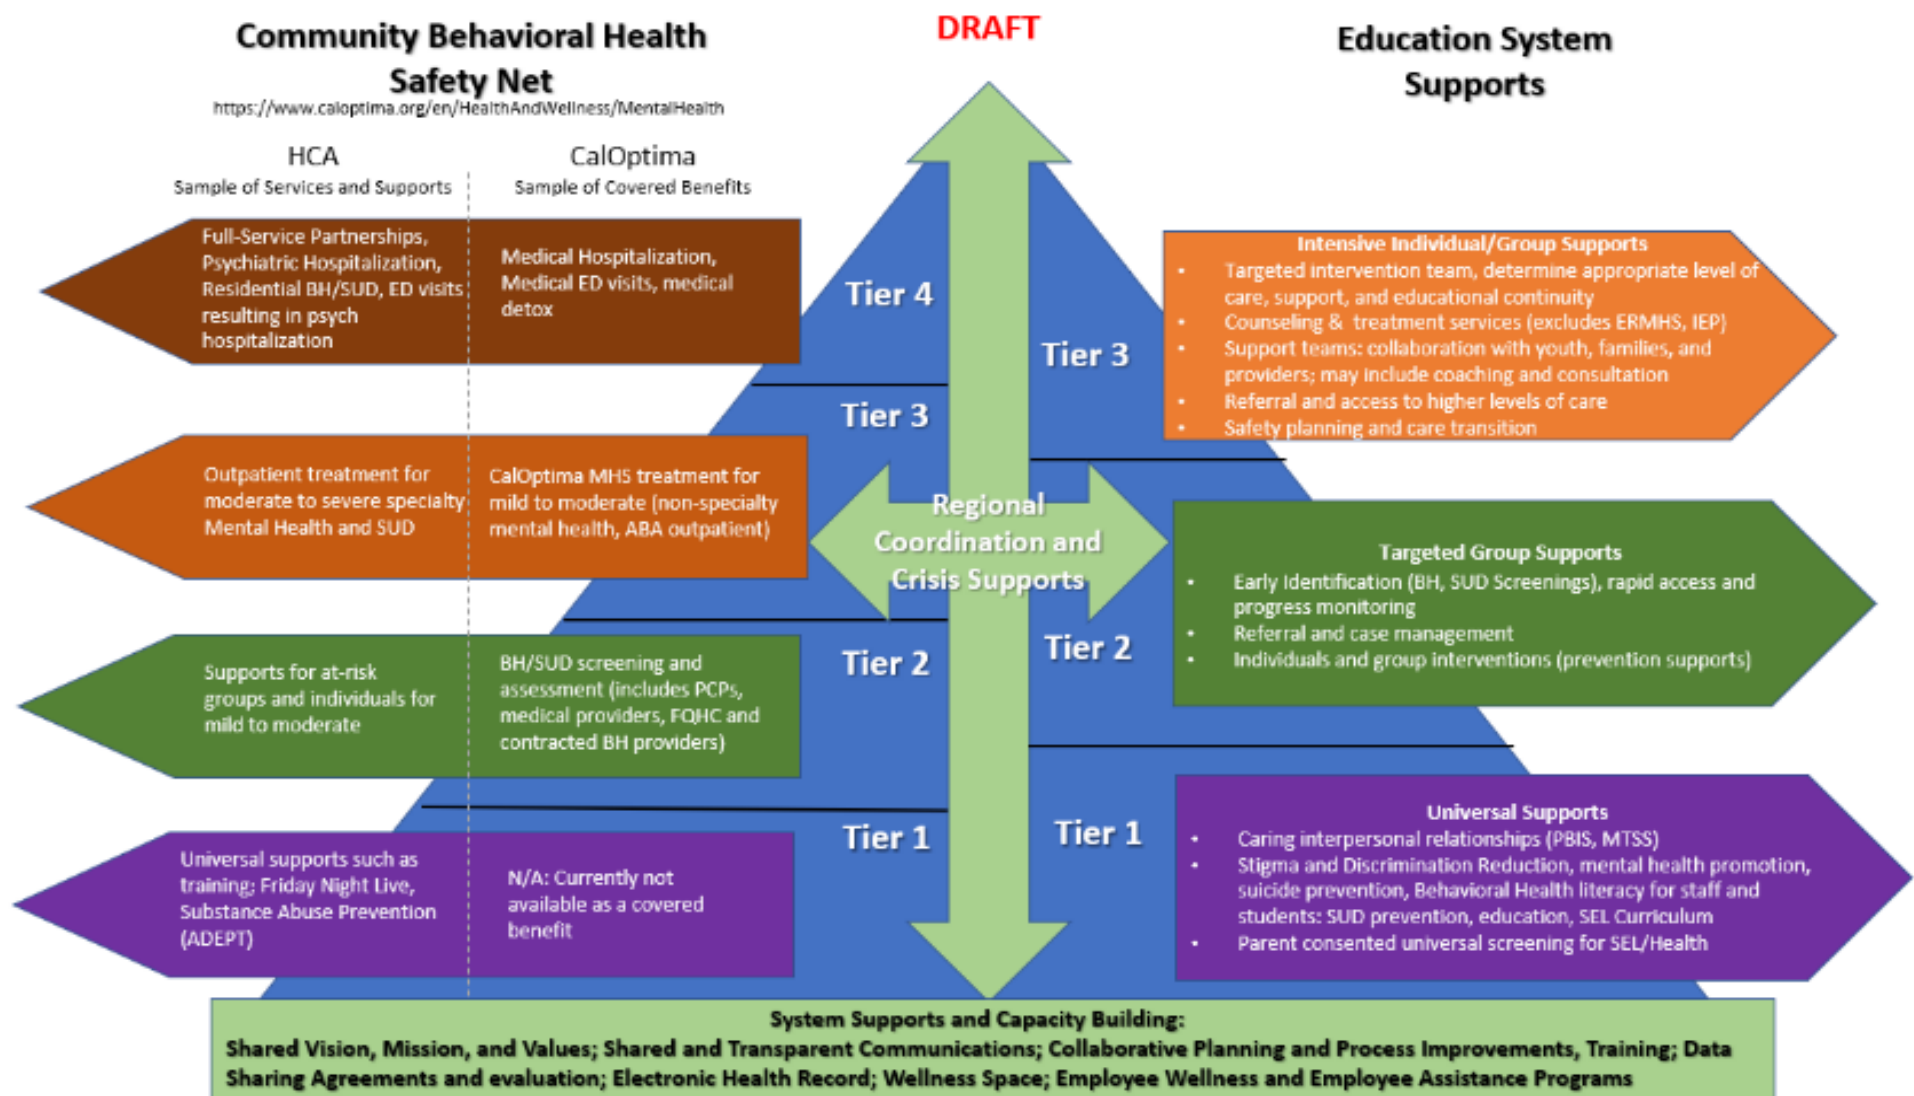 DRAFT
Community Behavioral Health
Safety Net
https://www.caloptima.org/en/HealthAndWellness/MentalHealth
HCA
Sample of Services and Supports
CalOptima
Sample of Covered Benefits
Full-Service Partnerships,
Psychiatric Hospitalization,
Residential BH/SUD, ED visits
resulting in psych
hospitalization
Medical Hospitalization,
Medical ED visits, medical
detox
Outpatient treatment for
moderate to severe specialty
Mental Health and SUD
CalOptima MHS treatment for
mild to moderate (non-specialty
mental health, ABA outpatient)
Supports for at-risk
groups and individuals for
mild to moderate
BH/SUD screening and
assessment (includes PCPs,
medical providers, FQHC and
contracted BH providers)
Universal supports such as
training; Friday Night Live,
Substance Abuse Prevention
(ADEPT)
N/A: Currently not
available as a covered
benefit
Tier 4
Tier 3
Tier 2
Tier 1
Regional
Coordination and
Crisis Supports
Tier 3
Tier 2
Tier 1
Education System
Supports
Intensive Individual/Group Supports
• Targeted intervention team, determine appropriate level of
care, support, and educational continuity
• Counseling & treatment services (excludes ERMHS, IEP)
• Support teams: collaboration with youth, families, and
providers; may include coaching and consultation
• Referral and access to higher levels of care
• Safety planning and care transition
Targeted Group Supports
• Early Identification (BH, SUD Screenings), rapid access and
progress monitoring
• Referral and case management
• Individuals and group interventions (prevention supports)
Universal Supports
• Caring interpersonal relationships (PBIS, MTSS)
• Stigma and Discrimination Reduction, mental health promotion,
suicide prevention, Behavioral Health literacy for staff and
students: SUD prevention, education, SEL Curriculum
• Parent consented universal screening for SEL/Health
System Supports and Capacity Building:
Shared Vision, Mission, and Values; Shared and Transparent Communications; Collaborative Planning and Process Improvements, Training; Data
Sharing Agreements and evaluation; Electronic Health Record; Wellness Space; Employee Wellness and Employee Assistance Programs